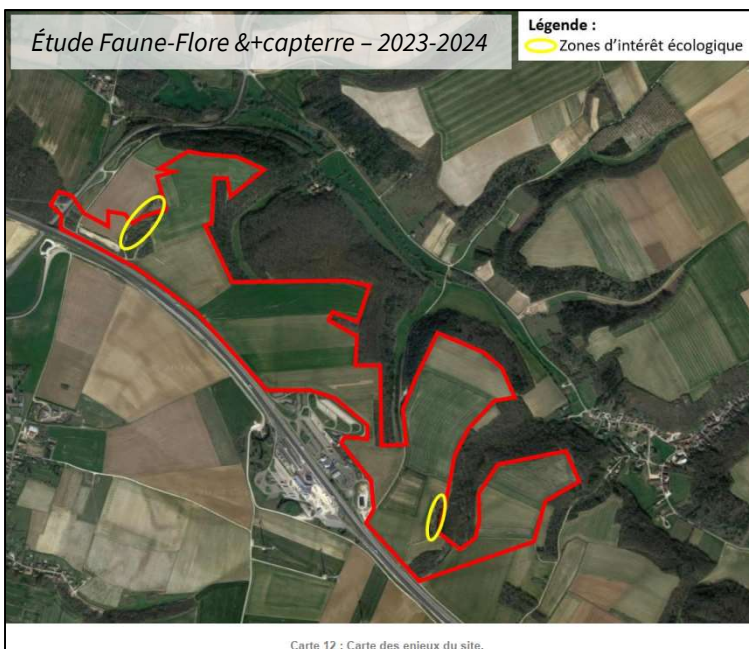 Étude Faune-Flore &+capterre – 2023-2024
Légende :
Zones d'intérêt écologique
Carte 12 : Carte des enjeux du site.